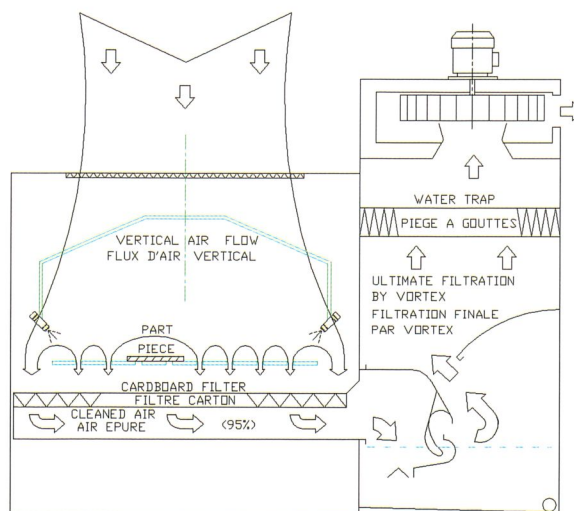 WATER TRAP
PIEGE A GOUTTES
VERTICAL AIR FLOW
FLUX D'AIR VERTICAL
ULTIMATE FILTRATION
BY VORTEX
FILTRATION FINALE
PAR VORTEX
PART
PIECE
CARDBOARD FILTER
FILTRE CARTON
CLEANED AIR
AIR EPURE
(95%)